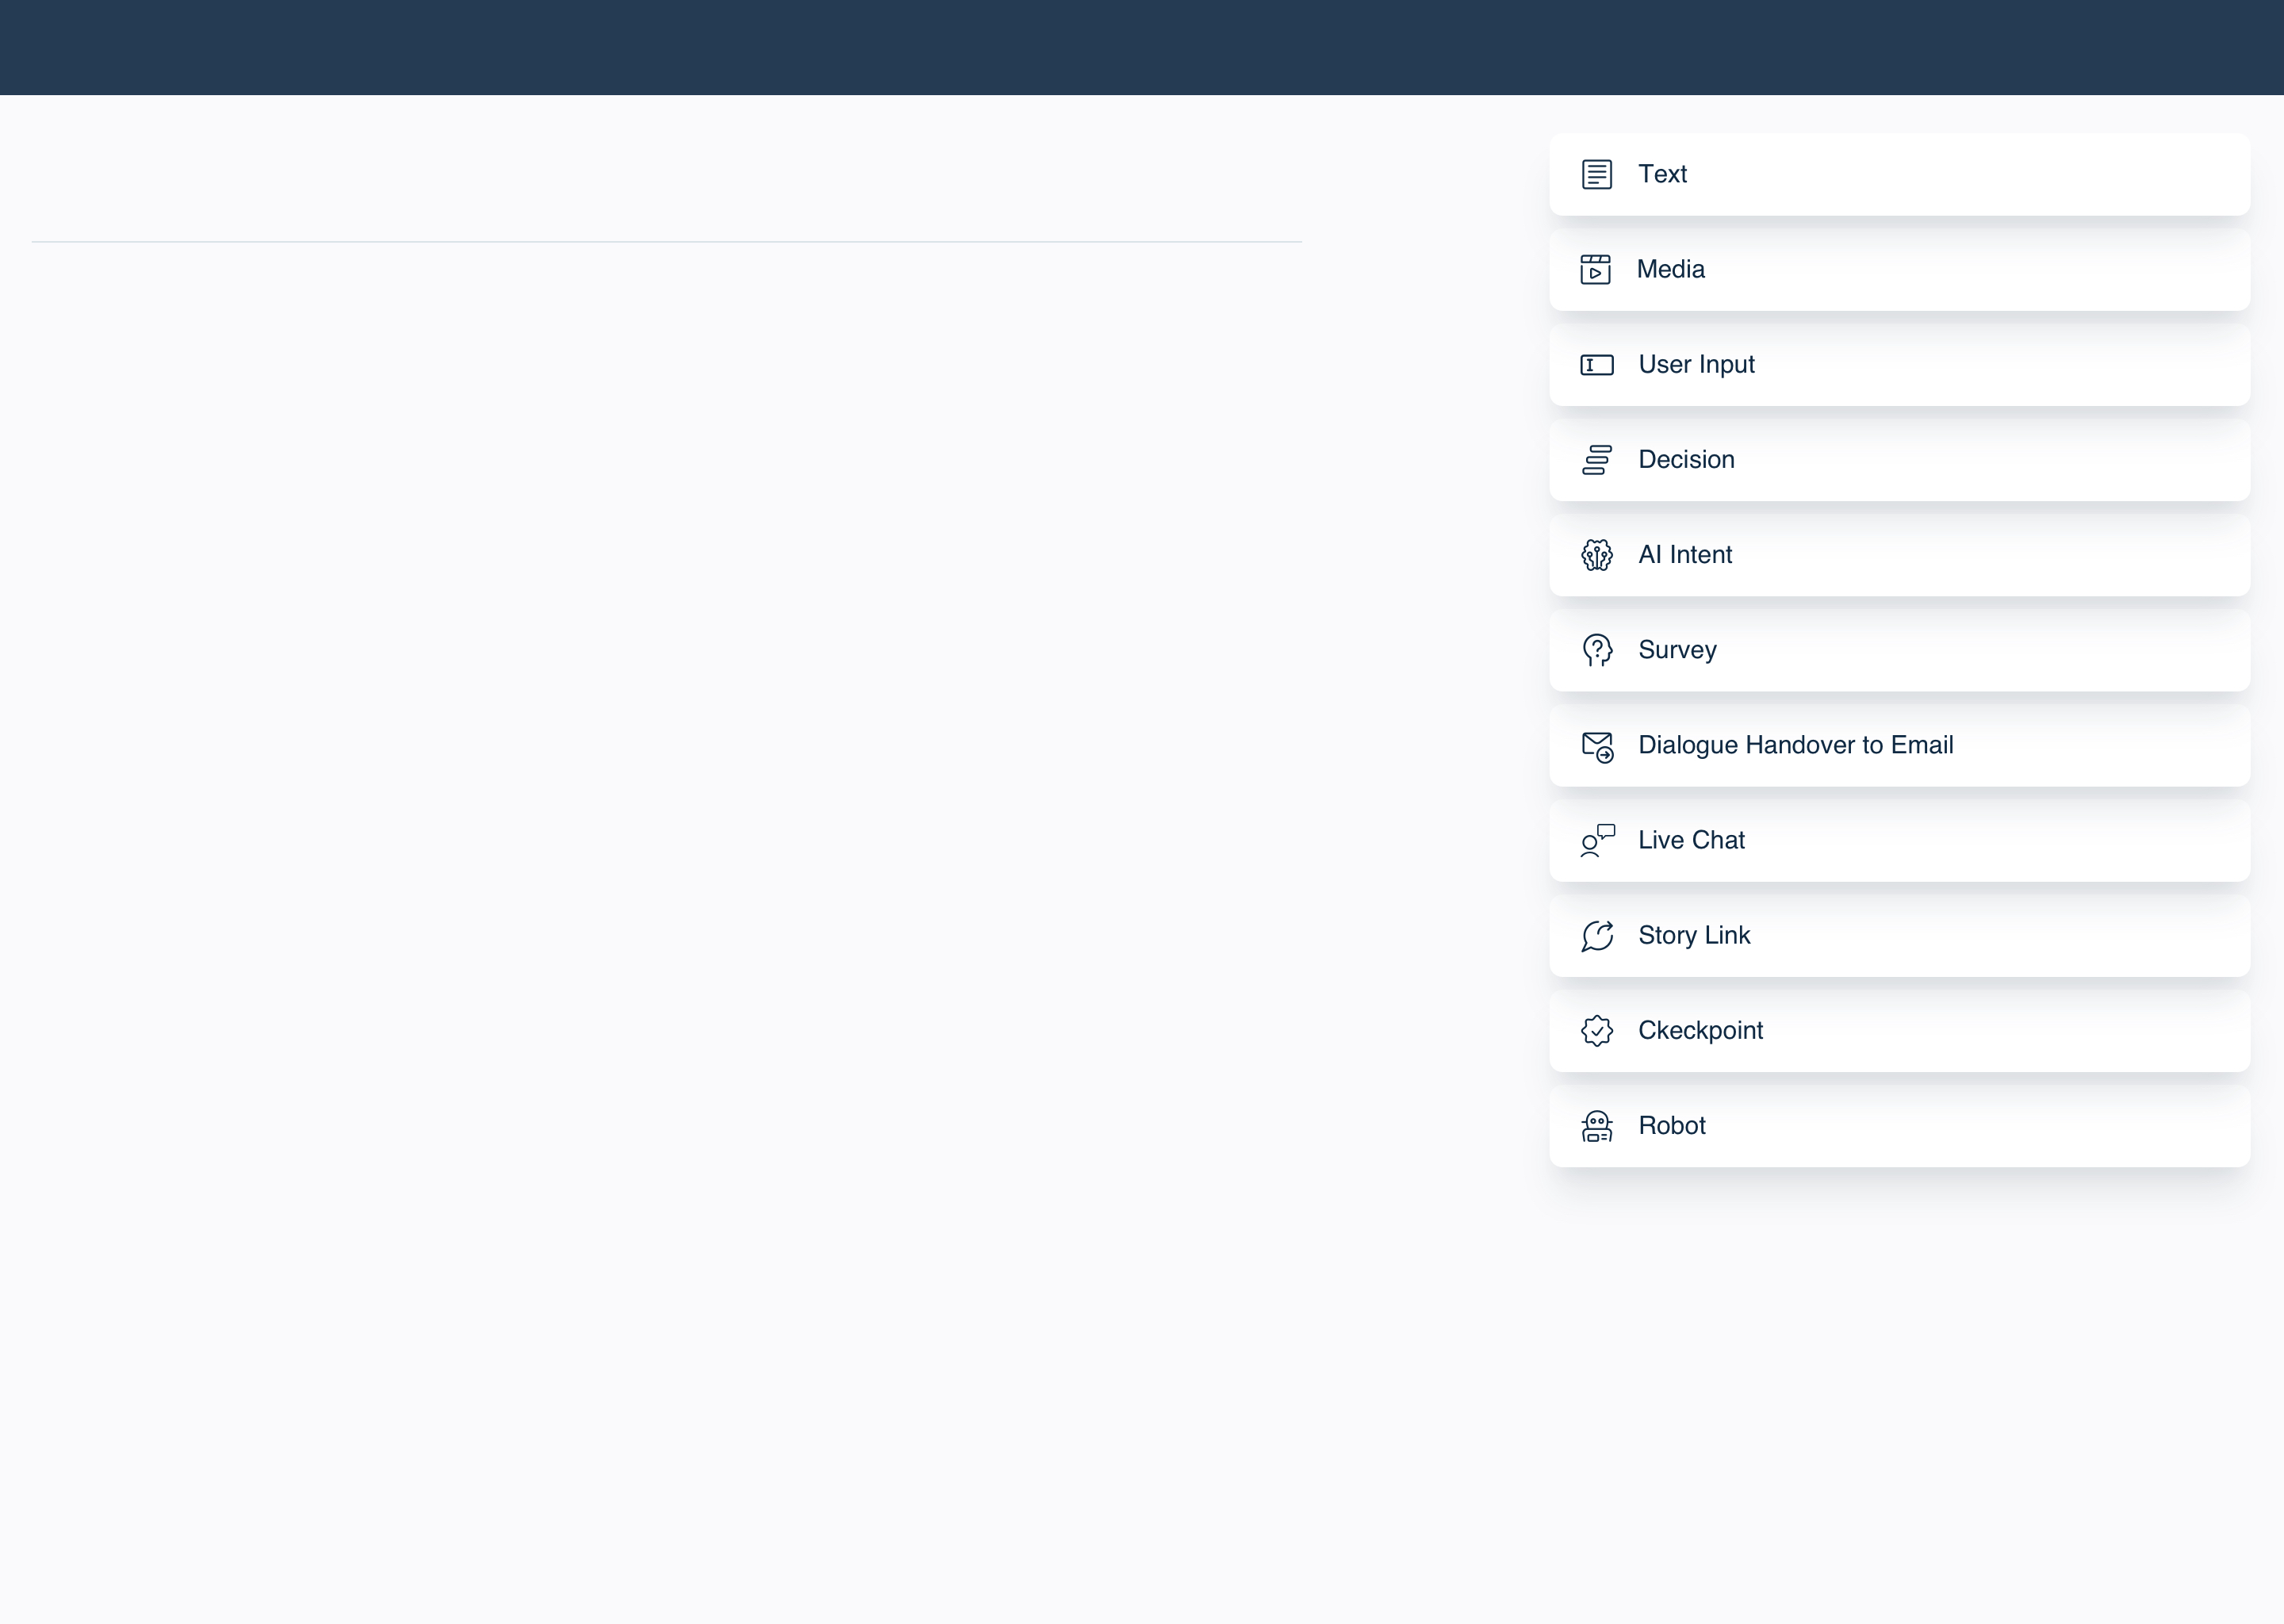 Text
Media
User Input
Decision
AI Intent
Survey
Dialogue Handover to Email
Live Chat
Story Link
Ckeckpoint
Robot